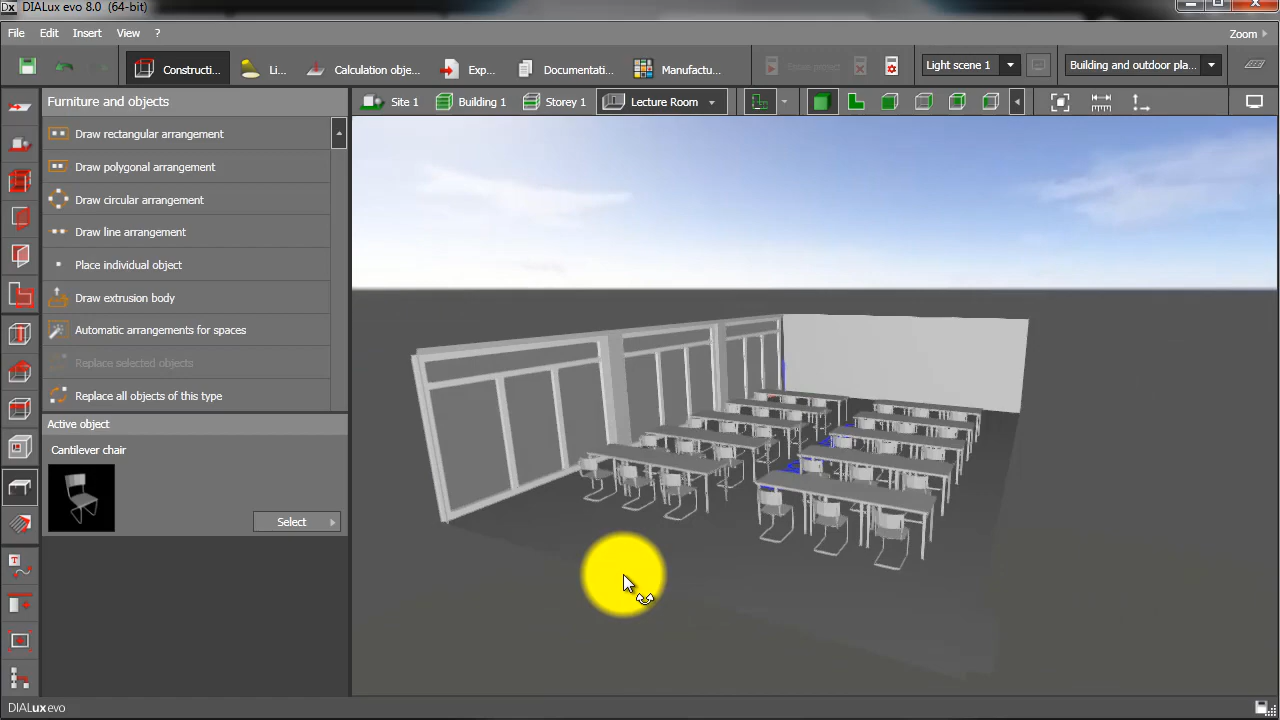 Dx DIALux evo 8.0 (64-bit)
File Edit Insert View ? Zoom
Constructi... Li... Calculation obje... Exp... Documentati... Manufactu... Light scene 1 Building and outdoor pla...
Furniture and objects Site 1 Building 1 Storey 1 Lecture Room
Draw rectangular arrangement
Draw polygonal arrangement
Draw circular arrangement
Draw line arrangement
Place individual object
Draw extrusion body
Automatic arrangements for spaces
Replace selected objects
Replace all objects of this type
Active object
Cantilever chair
Select
DIALux evo